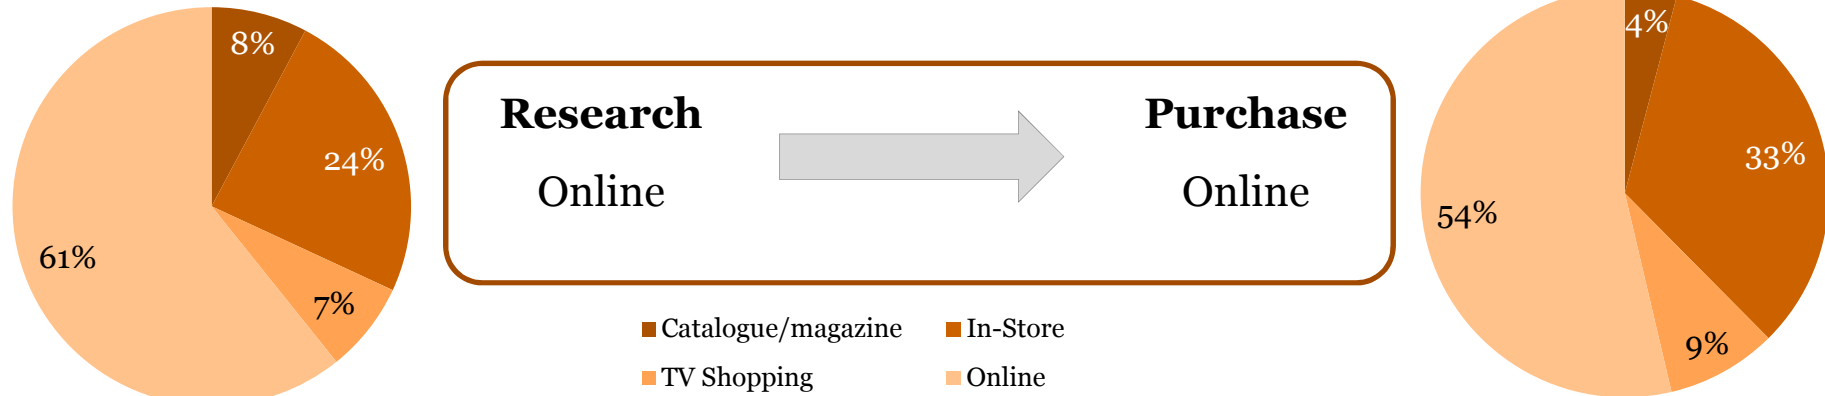 8%
24%
7%
61%
Research
Online
Purchase
Online
Catalogue/magazine
In-Store
TV Shopping
Online
4%
33%
9%
54%